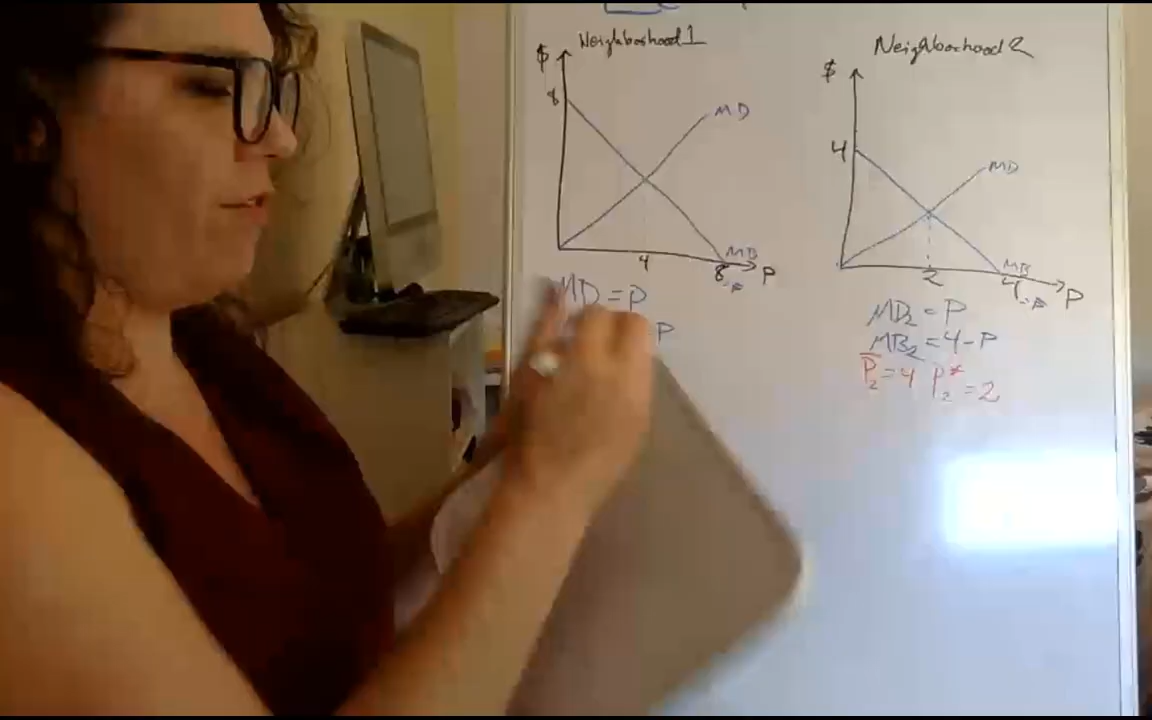 Neighborhood 1
$
8
MD
MB
4
8
P
MD = P
P
Neighborhood 2
$
4
MD
MB
2
4
P
MD₂ = P
MB₂ = 4 - P
P̅₂ = 4 P₂* = 2